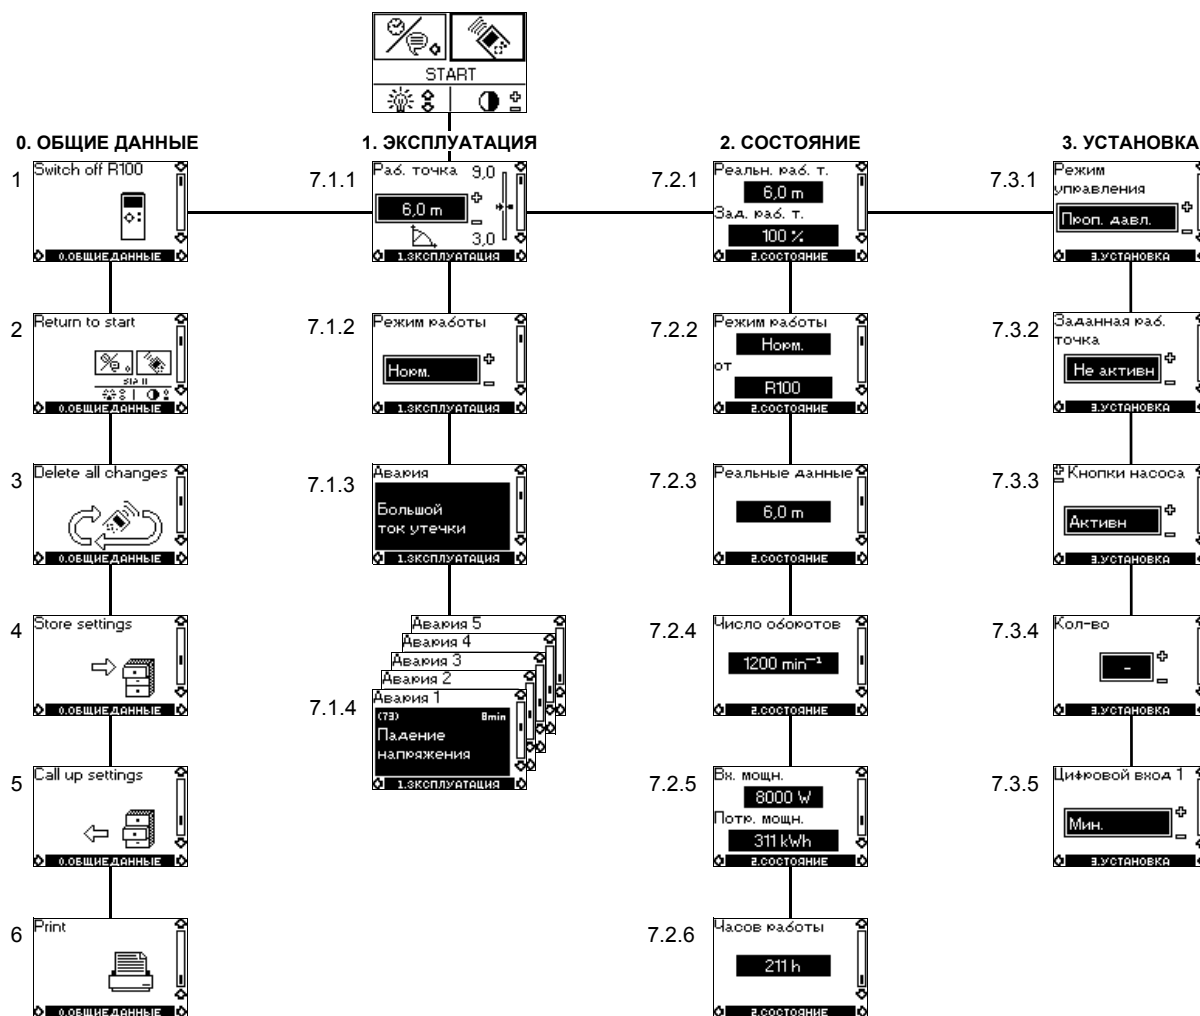 START
0. ОБЩИЕ ДАННЫЕ
1
Switch off R100
0.ОБЩИЕ ДАННЫЕ
2
Return to start
0.ОБЩИЕ ДАННЫЕ
3
Delete all changes
0.ОБЩИЕ ДАННЫЕ
4
Store settings
0.ОБЩИЕ ДАННЫЕ
5
Call up settings
0.ОБЩИЕ ДАННЫЕ
6
Print
0.ОБЩИЕ ДАННЫЕ
1. ЭКСПЛУАТАЦИЯ
7.1.1
Раб. точка 9,0
6,0 m
3,0
1.ЭКСПЛУАТАЦИЯ
7.1.2
Режим работы
Норм.
1.ЭКСПЛУАТАЦИЯ
7.1.3
Авария
Большой
ток утечки
1.ЭКСПЛУАТАЦИЯ
7.1.4
Авария 5
Авария 4
Авария 3
Авария 2
Авария 1
(73) 8min
Падение
напряжения
1.ЭКСПЛУАТАЦИЯ
2. СОСТОЯНИЕ
7.2.1
Реальн. раб. т.
6,0 m
Зад. раб. т.
100 %
2.СОСТОЯНИЕ
7.2.2
Режим работы
Норм.
от
R100
2.СОСТОЯНИЕ
7.2.3
Реальные данные
6,0 m
2.СОСТОЯНИЕ
7.2.4
Число оборотов
1200 min⁻¹
2.СОСТОЯНИЕ
7.2.5
Вх. мощн.
8000 W
Потр. мощн.
311 kWh
2.СОСТОЯНИЕ
7.2.6
Часов работы
211 h
2.СОСТОЯНИЕ
3. УСТАНОВКА
7.3.1
Режим
управления
Проп. давл.
3.УСТАНОВКА
7.3.2
Заданная раб.
точка
Не активн
3.УСТАНОВКА
7.3.3
Кнопки насоса
Активн
3.УСТАНОВКА
7.3.4
Кол-во
-
3.УСТАНОВКА
7.3.5
Цифровой вход 1
Мин.
3.УСТАНОВКА